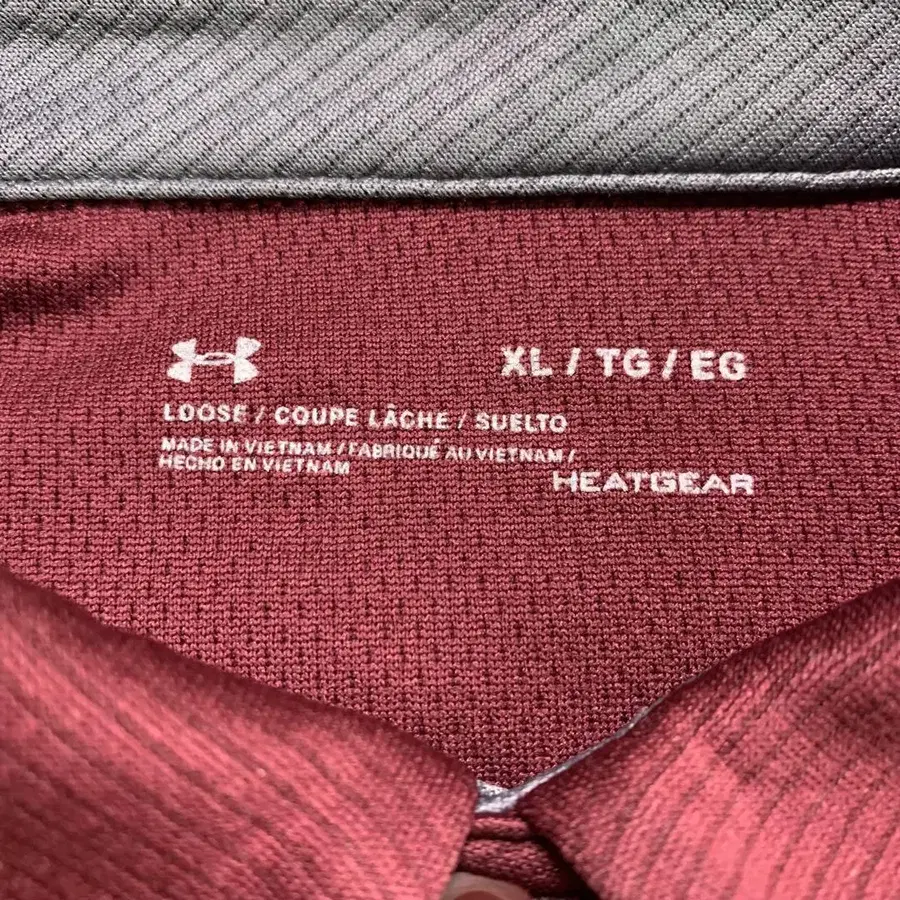 XL / TG / EG
LOOSE / COUPE LÂCHE / SUELTO
MADE IN VIETNAM / FABRIQUÉ AU VIETNAM /
HECHO EN VIETNAM
HEATGEAR